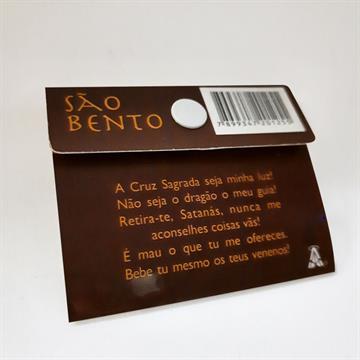 SÃO
BENTO
7899347201255
A Cruz Sagrada seja minha luz!
Não seja o dragão o meu guia!
Retira-te, Satanás, nunca me
aconselhes coisas vãs!
É mau o que tu me ofereces.
Bebe tu mesmo os teus venenos!